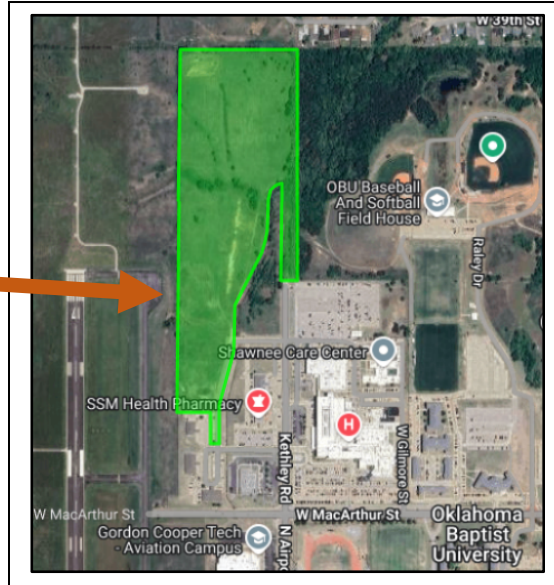 W 39th St
OBU Baseball
And Softball
Field House
Raley Dr
Shawnee Care Center
SSM Health Pharmacy
H
Kethley Rd
W Gilmore St
W MacArthur St
W MacArthur St
Oklahoma
Baptist
University
Gordon Cooper Tech
- Aviation Campus
N Airpo